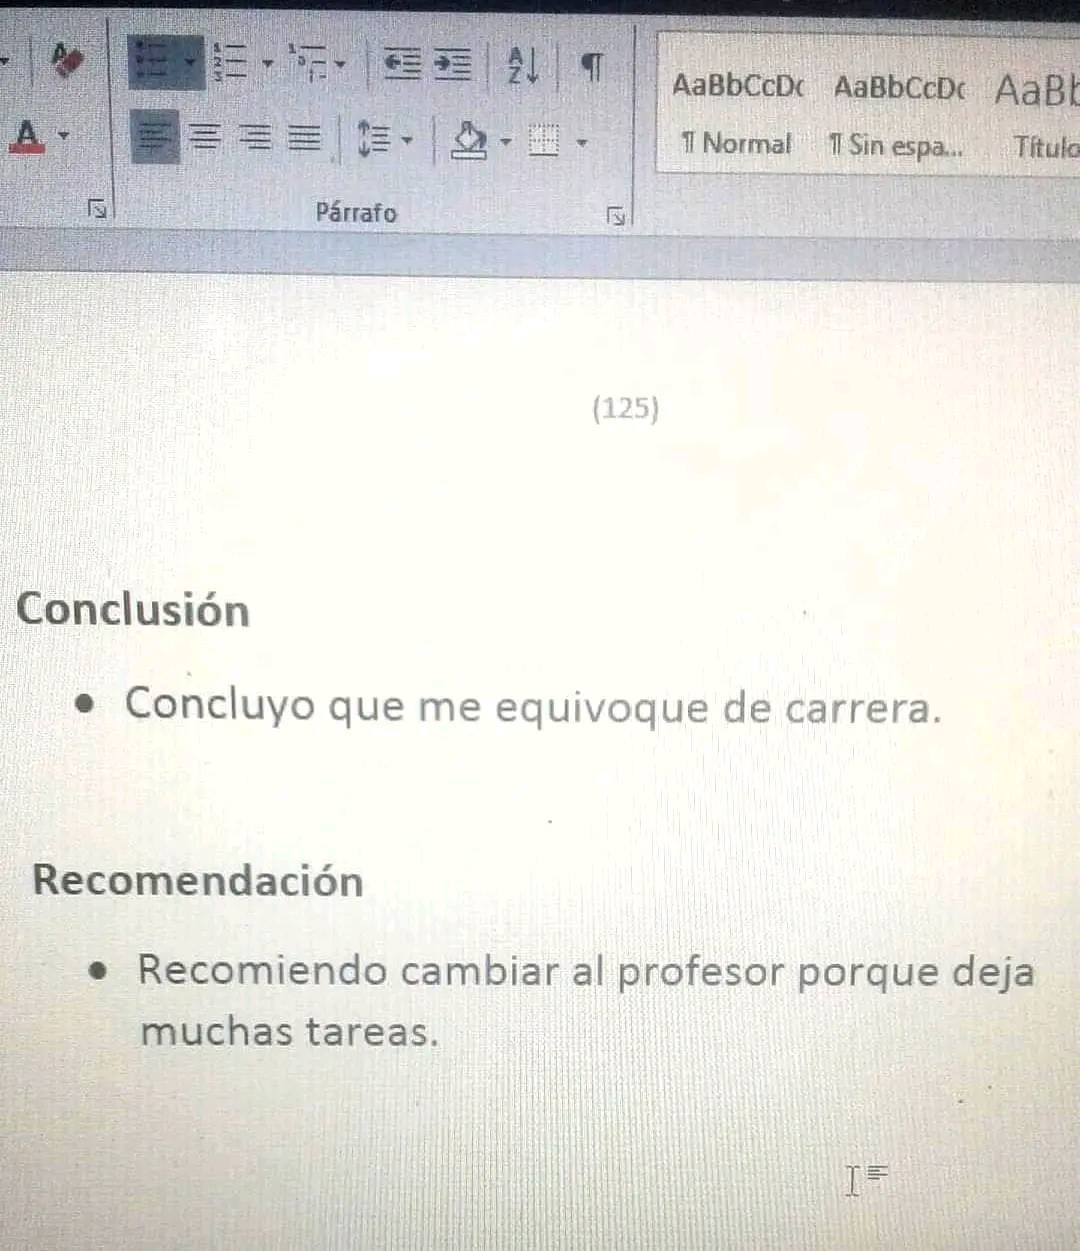 AaBbCcDc AaBbCcDc AaBb
¶ Normal ¶ Sin espa... Título
Párrafo
(125)
Conclusión
• Concluyo que me equivoque de carrera.
Recomendación
• Recomiendo cambiar al profesor porque deja
muchas tareas.